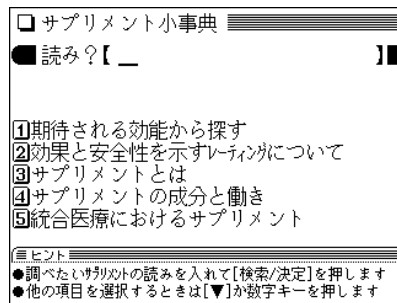 サプリメント小事典
読み?【 _ 】
1期待される効能から探す
2効果と安全性を示すレーティングについて
3サプリメントとは
4サプリメントの成分と働き
5統合医療におけるサプリメント
ヒント
●調べたいサプリメントの読みを入れて[検索/決定]を押します
●他の項目を選択するときは[▼]か数字キーを押します